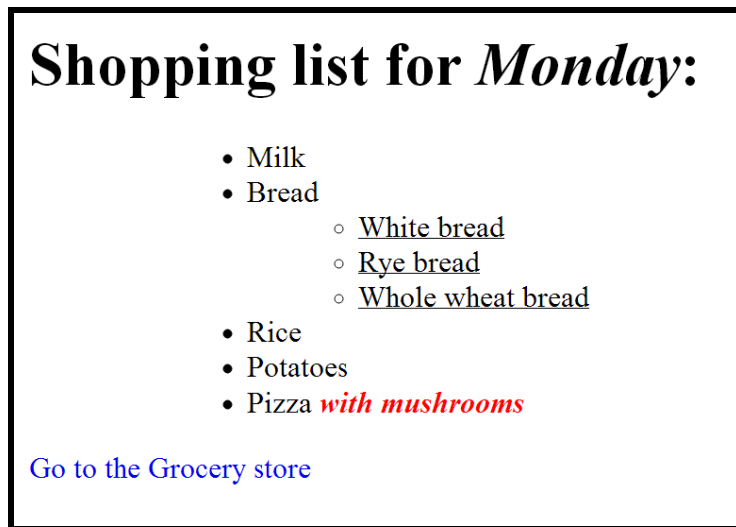 Shopping list for Monday:
Milk
Bread
White bread
Rye bread
Whole wheat bread
Rice
Potatoes
Pizza with mushrooms
Go to the Grocery store